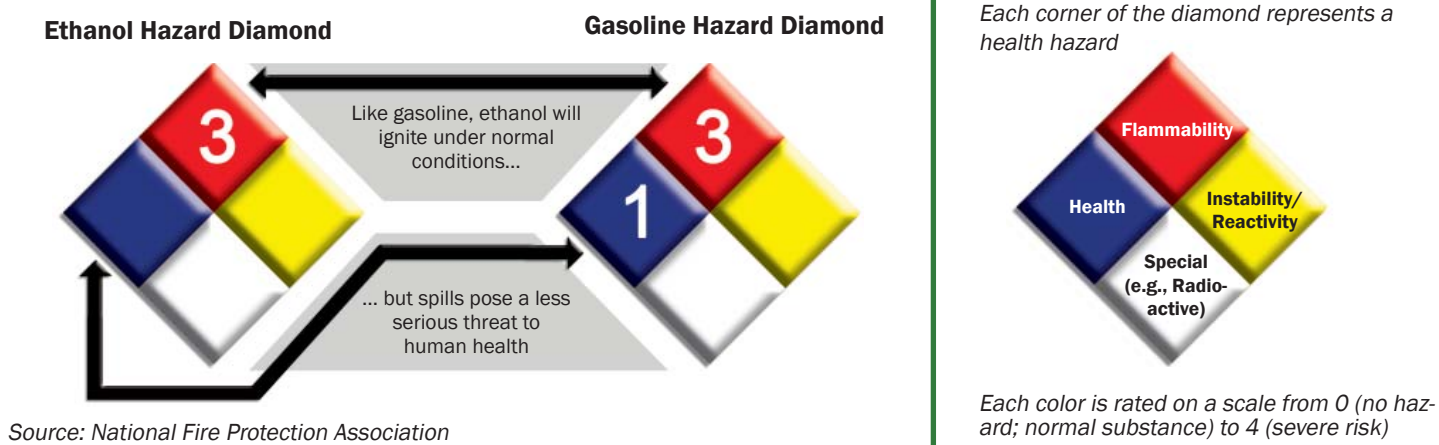 Ethanol Hazard Diamond
Gasoline Hazard Diamond
3
3
1
Like gasoline, ethanol will
ignite under normal
conditions...
... but spills pose a less
serious threat to
human health
Source: National Fire Protection Association
Each corner of the diamond represents a
health hazard
Flammability
Health
Instability/
Reactivity
Special
(e.g., Radio-
active)
Each color is rated on a scale from 0 (no haz-
ard; normal substance) to 4 (severe risk)